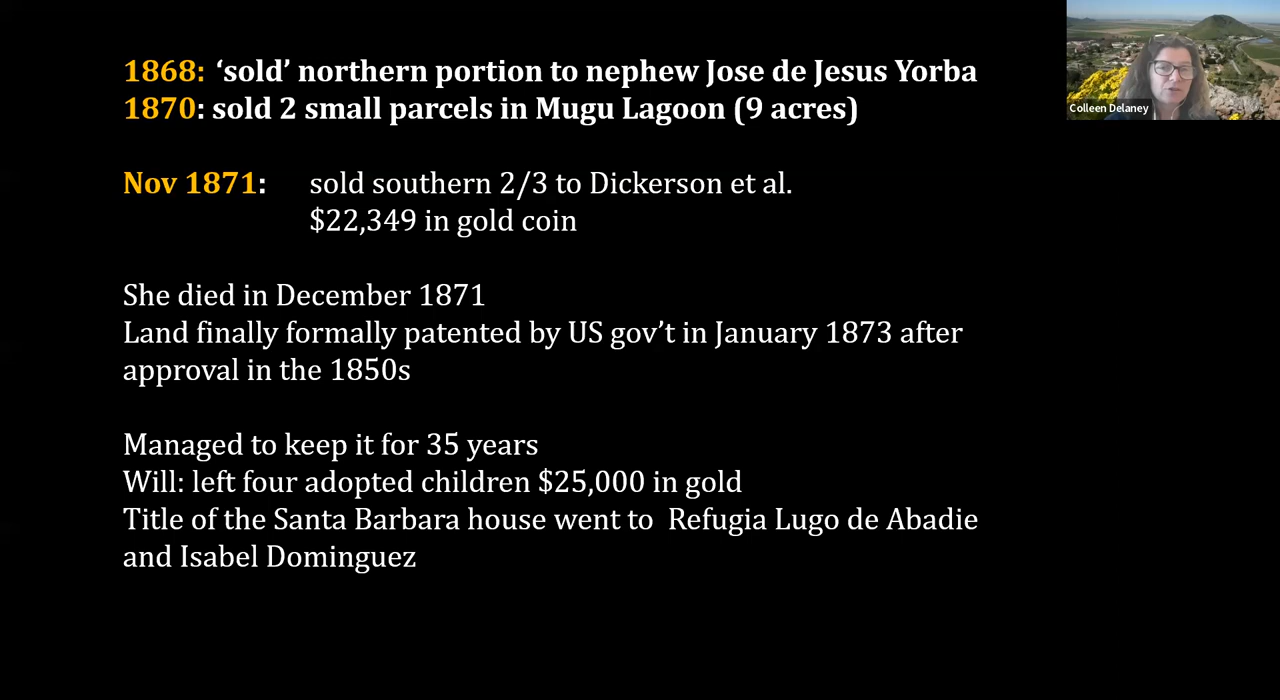 1868: ‘sold’ northern portion to nephew Jose de Jesus Yorba
1870: sold 2 small parcels in Mugu Lagoon (9 acres)
Nov 1871: sold southern 2/3 to Dickerson et al.
$22,349 in gold coin
She died in December 1871
Land finally formally patented by US gov’t in January 1873 after
approval in the 1850s
Managed to keep it for 35 years
Will: left four adopted children $25,000 in gold
Title of the Santa Barbara house went to Refugia Lugo de Abadie
and Isabel Dominguez
Colleen Delaney